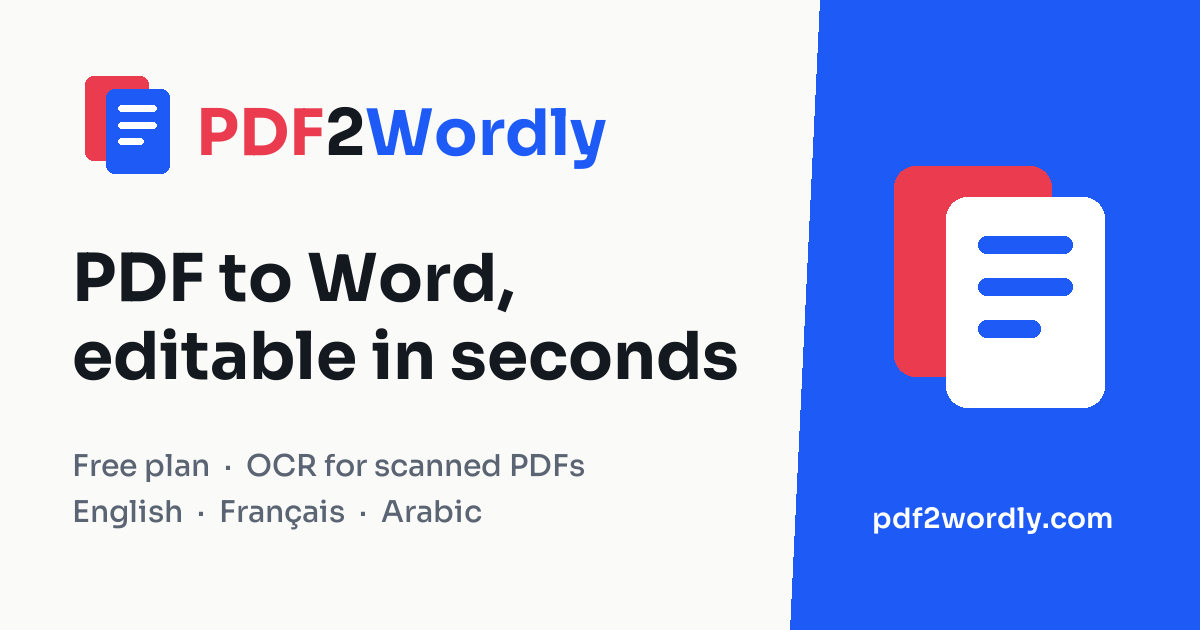 PDF2Wordly
PDF to Word,
editable in seconds
Free plan · OCR for scanned PDFs
English · Français · Arabic
pdf2wordly.com